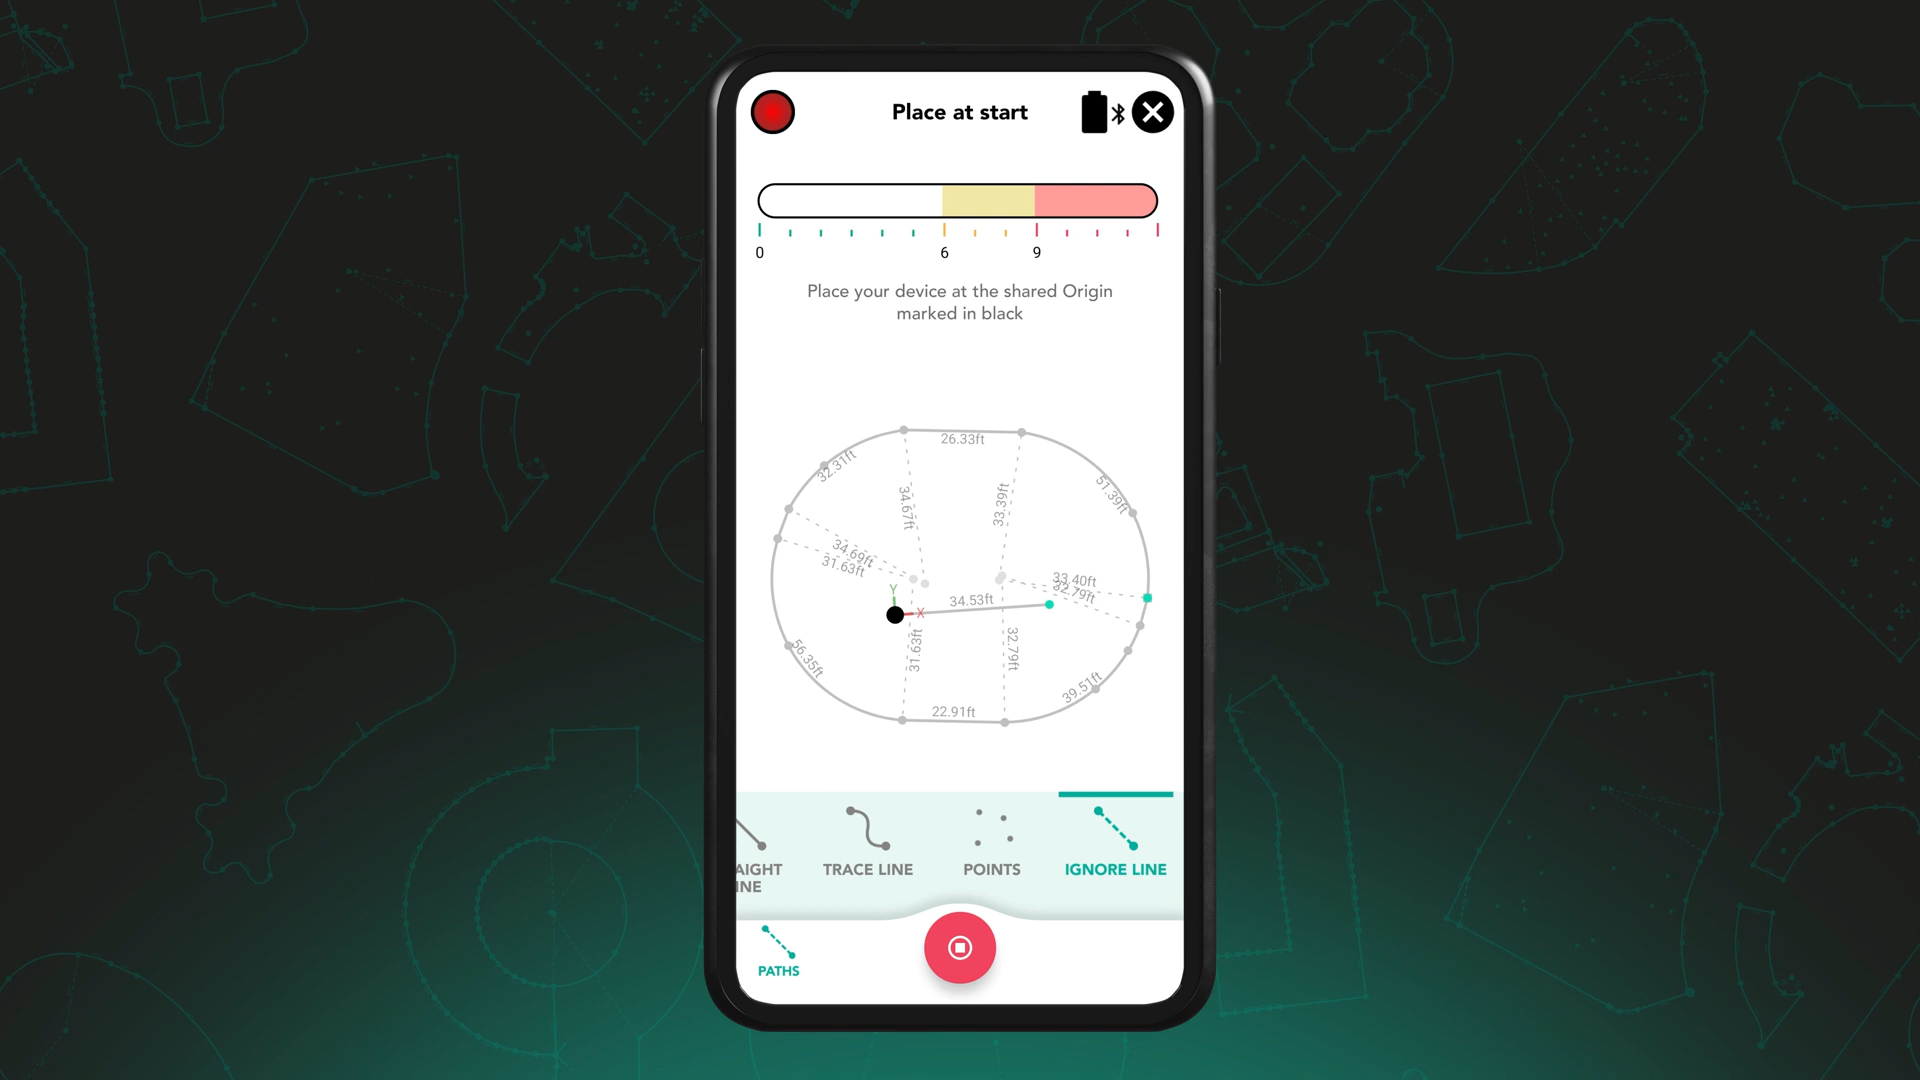 Place at start
0
6
9
Place your device at the shared Origin
marked in black
26.33ft
32.31ft
51.39ft
34.67ft
33.39ft
34.69ft
31.63ft
33.40ft
32.79ft
Y
X
34.53ft
31.63ft
32.79ft
56.35ft
39.51ft
22.91ft
AIGHT
INE
TRACE LINE
POINTS
IGNORE LINE
PATHS